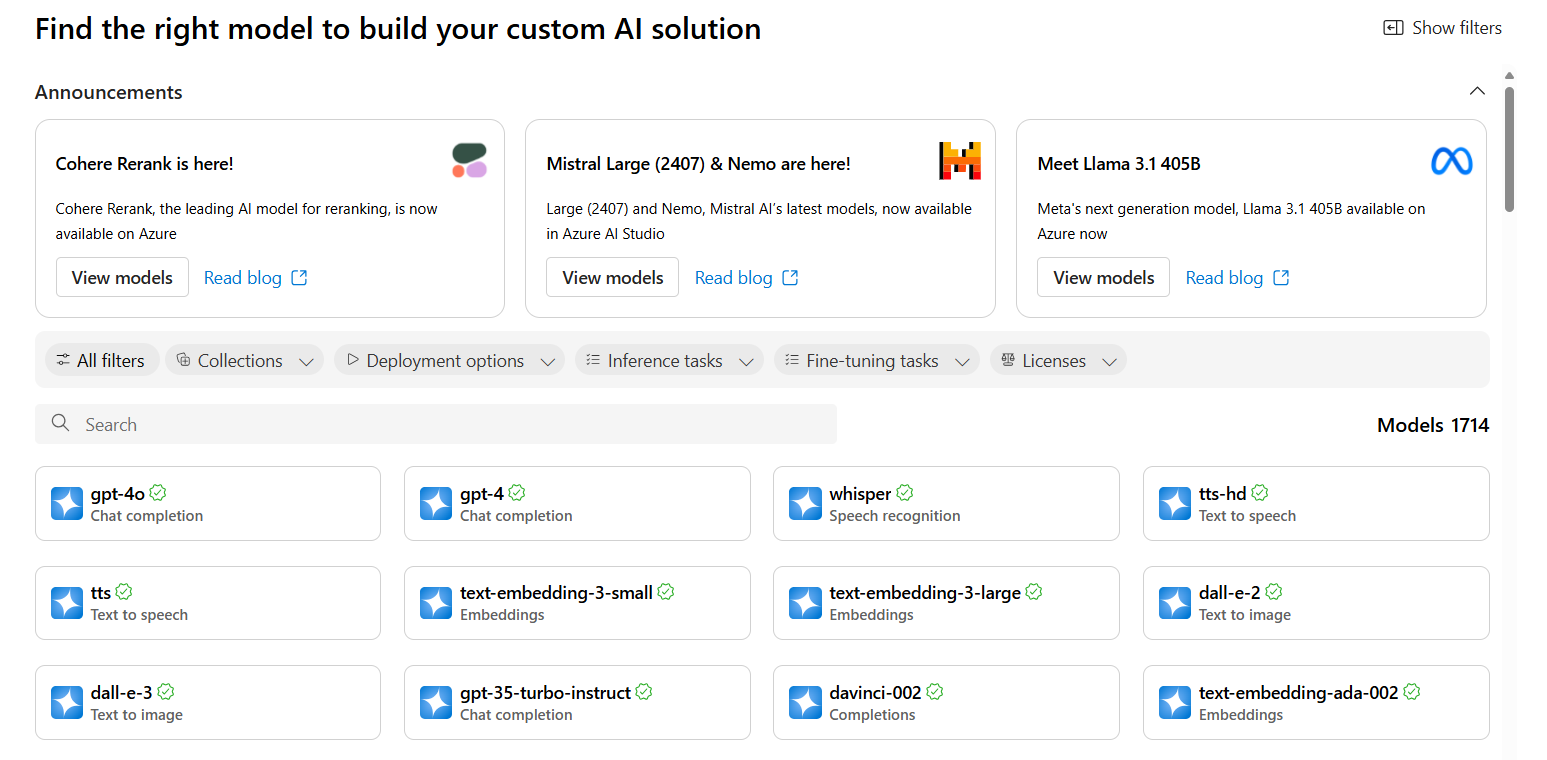 Find the right model to build your custom AI solution
Show filters
Announcements
Cohere Rerank is here!
Cohere Rerank, the leading AI model for reranking, is now
available on Azure
View models
Read blog
Mistral Large (2407) & Nemo are here!
Large (2407) and Nemo, Mistral AI’s latest models, now available
in Azure AI Studio
View models
Read blog
Meet Llama 3.1 405B
Meta's next generation model, Llama 3.1 405B available on
Azure now
View models
Read blog
All filters
Collections
Deployment options
Inference tasks
Fine-tuning tasks
Licenses
Search
Models 1714
gpt-4o
Chat completion
gpt-4
Chat completion
whisper
Speech recognition
tts-hd
Text to speech
tts
Text to speech
text-embedding-3-small
Embeddings
text-embedding-3-large
Embeddings
dall-e-2
Text to image
dall-e-3
Text to image
gpt-35-turbo-instruct
Chat completion
davinci-002
Completions
text-embedding-ada-002
Embeddings